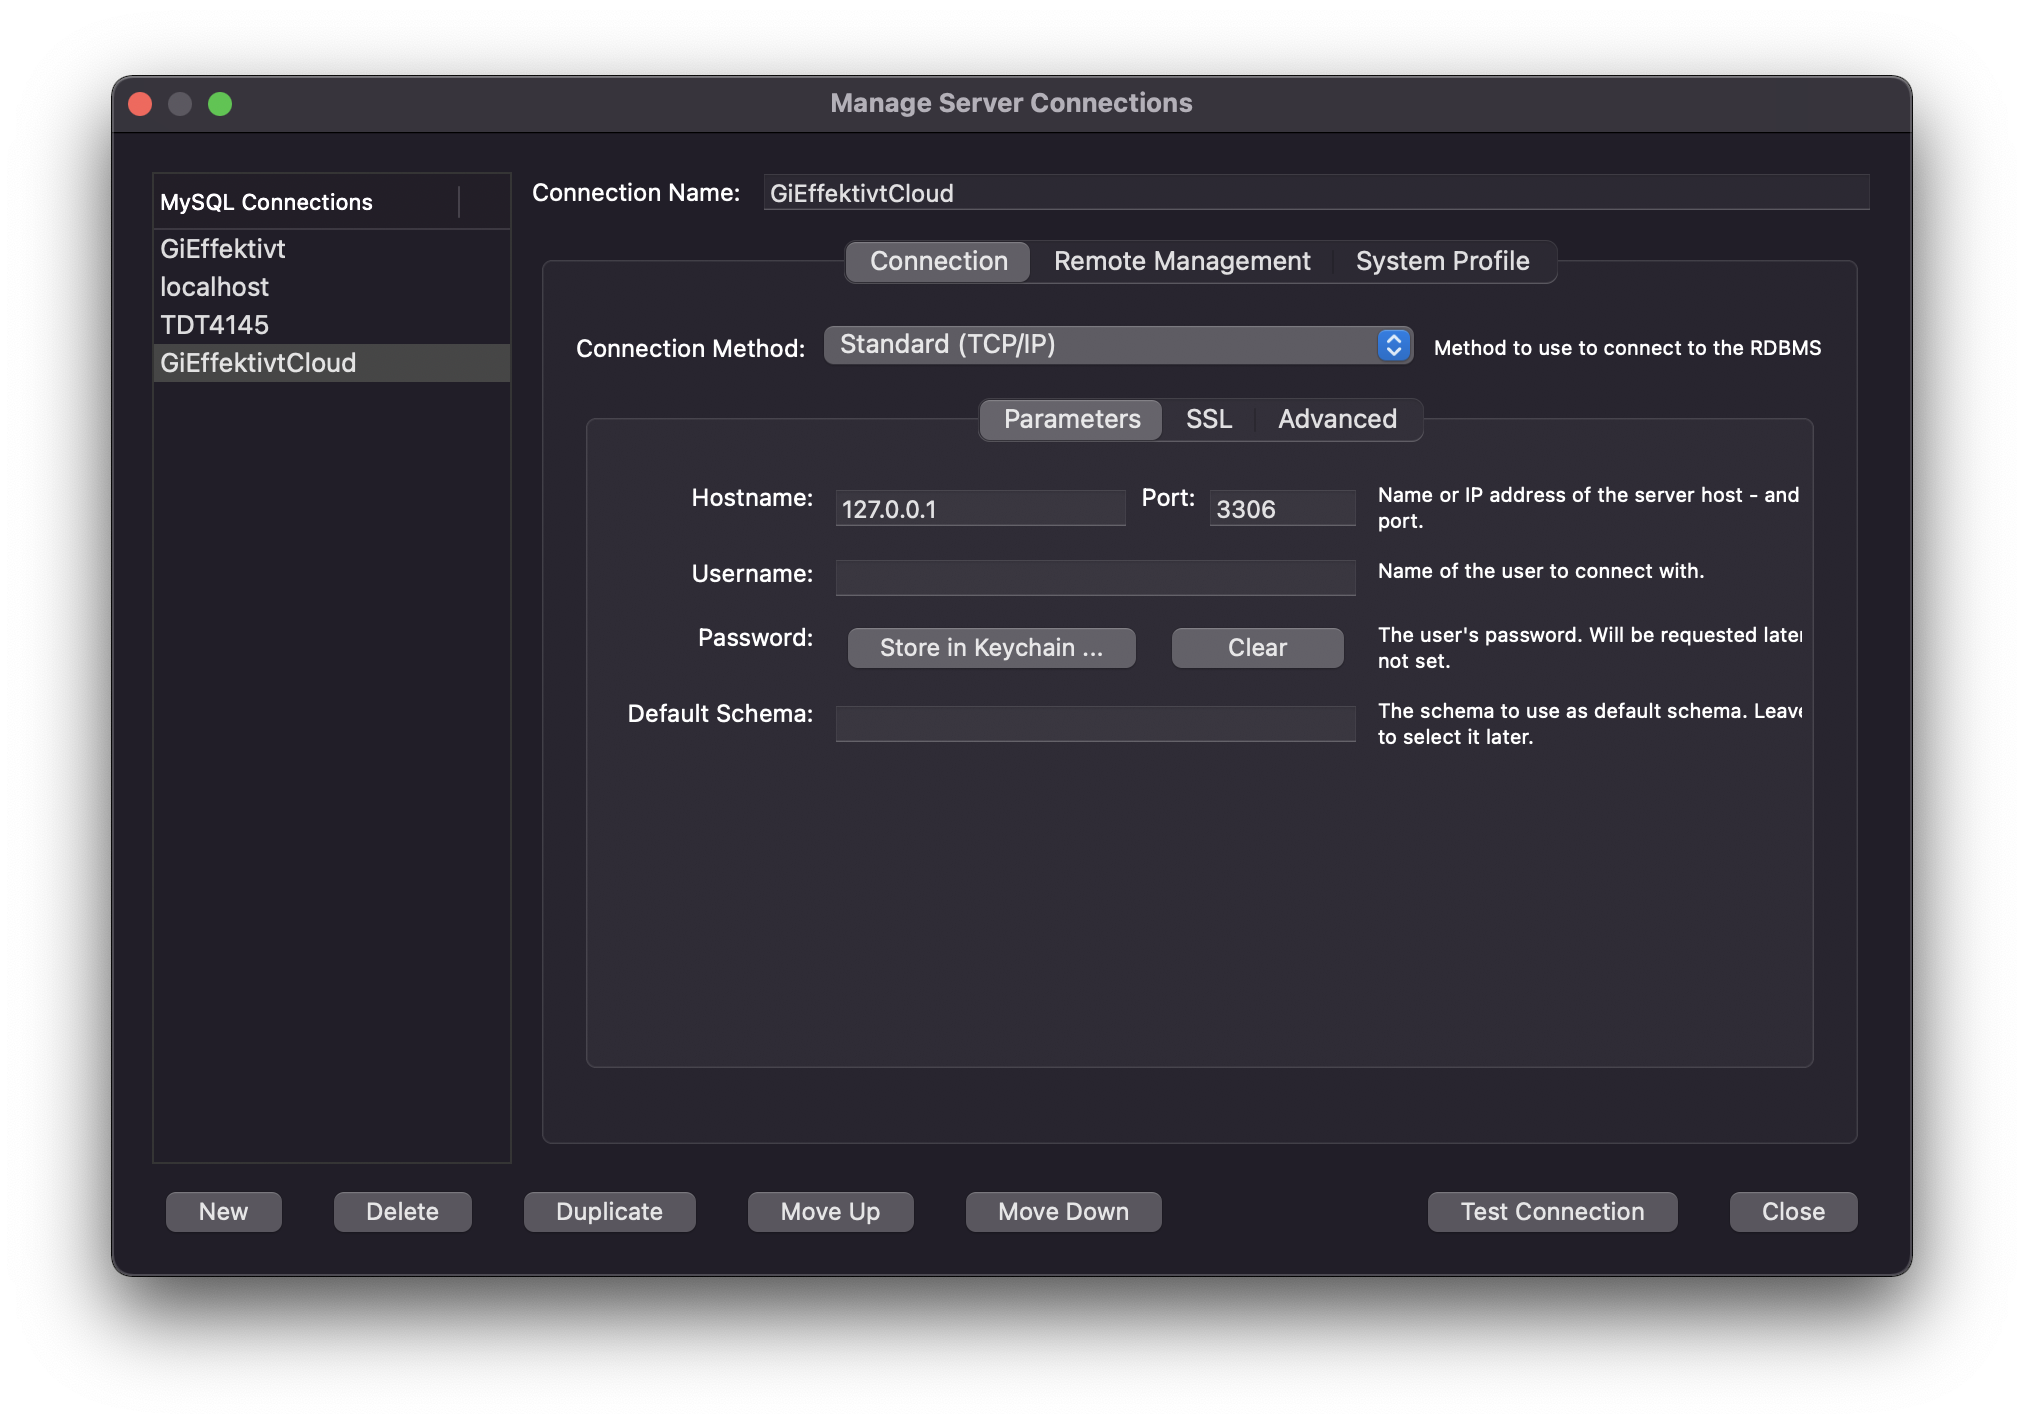 Manage Server Connections
MySQL Connections
GiEffektivt
localhost
TDT4145
GiEffektivtCloud
Connection Name: GiEffektivtCloud
Connection Remote Management System Profile
Connection Method: Standard (TCP/IP) Method to use to connect to the RDBMS
Parameters SSL Advanced
Hostname: 127.0.0.1 Port: 3306 Name or IP address of the server host - and
port.
Username: Name of the user to connect with.
Password: Store in Keychain ... Clear The user's password. Will be requested later
not set.
Default Schema: The schema to use as default schema. Leave
to select it later.
New Delete Duplicate Move Up Move Down Test Connection Close